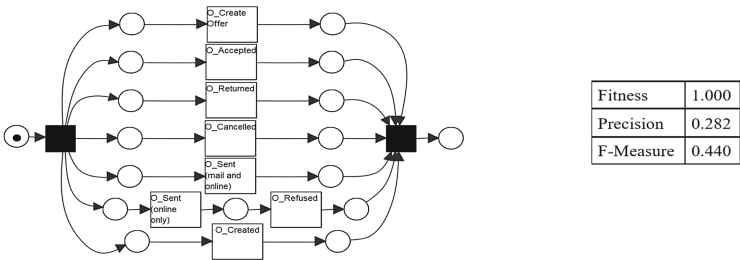 O_Create
Offer
O_Accepted
O_Returned
O_Cancelled
O_Sent
(mail and
online)
O_Sent
(online
only)
O_Refused
O_Created
Fitness 1.000
Precision 0.282
F-Measure 0.440